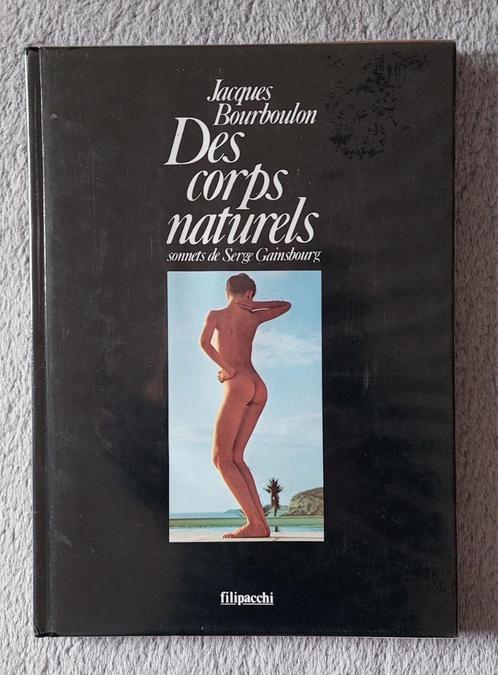 Jacques
Bourboulon
Des
corps
naturels
sonnets de Serge Gainsbourg
filipacchi